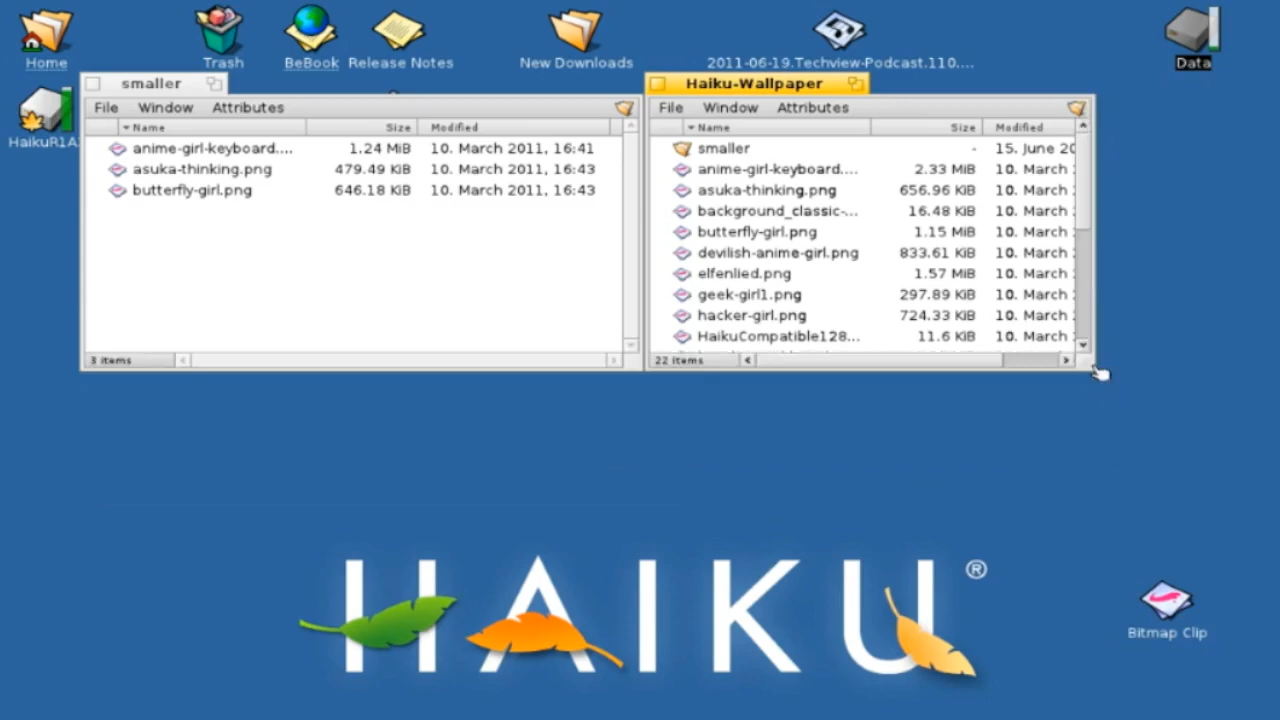 Home
Trash
BeBook
Release Notes
New Downloads
2011-06-19.Techview-Podcast.110....
Data
HaikuR1A
smaller
File Window Attributes
Name Size Modified
anime-girl-keyboard.... 1.24 MiB 10. March 2011, 16:41
asuka-thinking.png 479.49 KiB 10. March 2011, 16:43
butterfly-girl.png 646.18 KiB 10. March 2011, 16:43
3 items
Haiku-Wallpaper
File Window Attributes
Name Size Modified
smaller - 15. June 20
anime-girl-keyboard.... 2.33 MiB 10. March
asuka-thinking.png 656.96 KiB 10. March
background_classic-... 16.48 KiB 10. March
butterfly-girl.png 1.15 MiB 10. March
devilish-anime-girl.png 833.61 KiB 10. March
elfenlied.png 1.57 MiB 10. March
geek-girl1.png 297.89 KiB 10. March
hacker-girl.png 724.33 KiB 10. March
HaikuCompatible128... 11.6 KiB 10. March
22 items
HAIKU®
Bitmap Clip